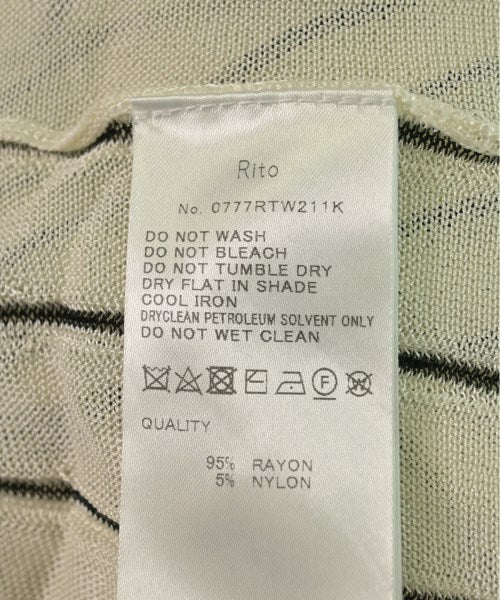 Rito
No. 0777RTW211K
DO NOT WASH
DO NOT BLEACH
DO NOT TUMBLE DRY
DRY FLAT IN SHADE
COOL IRON
DRYCLEAN PETROLEUM SOLVENT ONLY
DO NOT WET CLEAN
F W
QUALITY
95% RAYON
5% NYLON